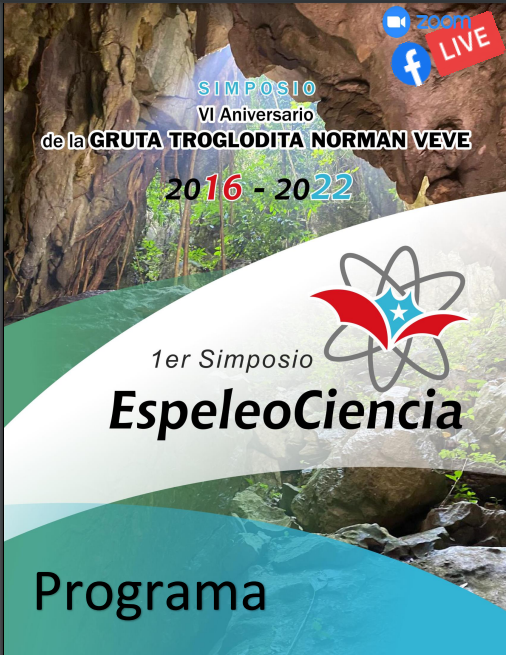 zoom
LIVE
SIMPOSIO
VI Aniversario
de la GRUTA TROGLODITA NORMAN VEVE
2016 - 2022
1er Simposio
EspeleoCiencia
Programa